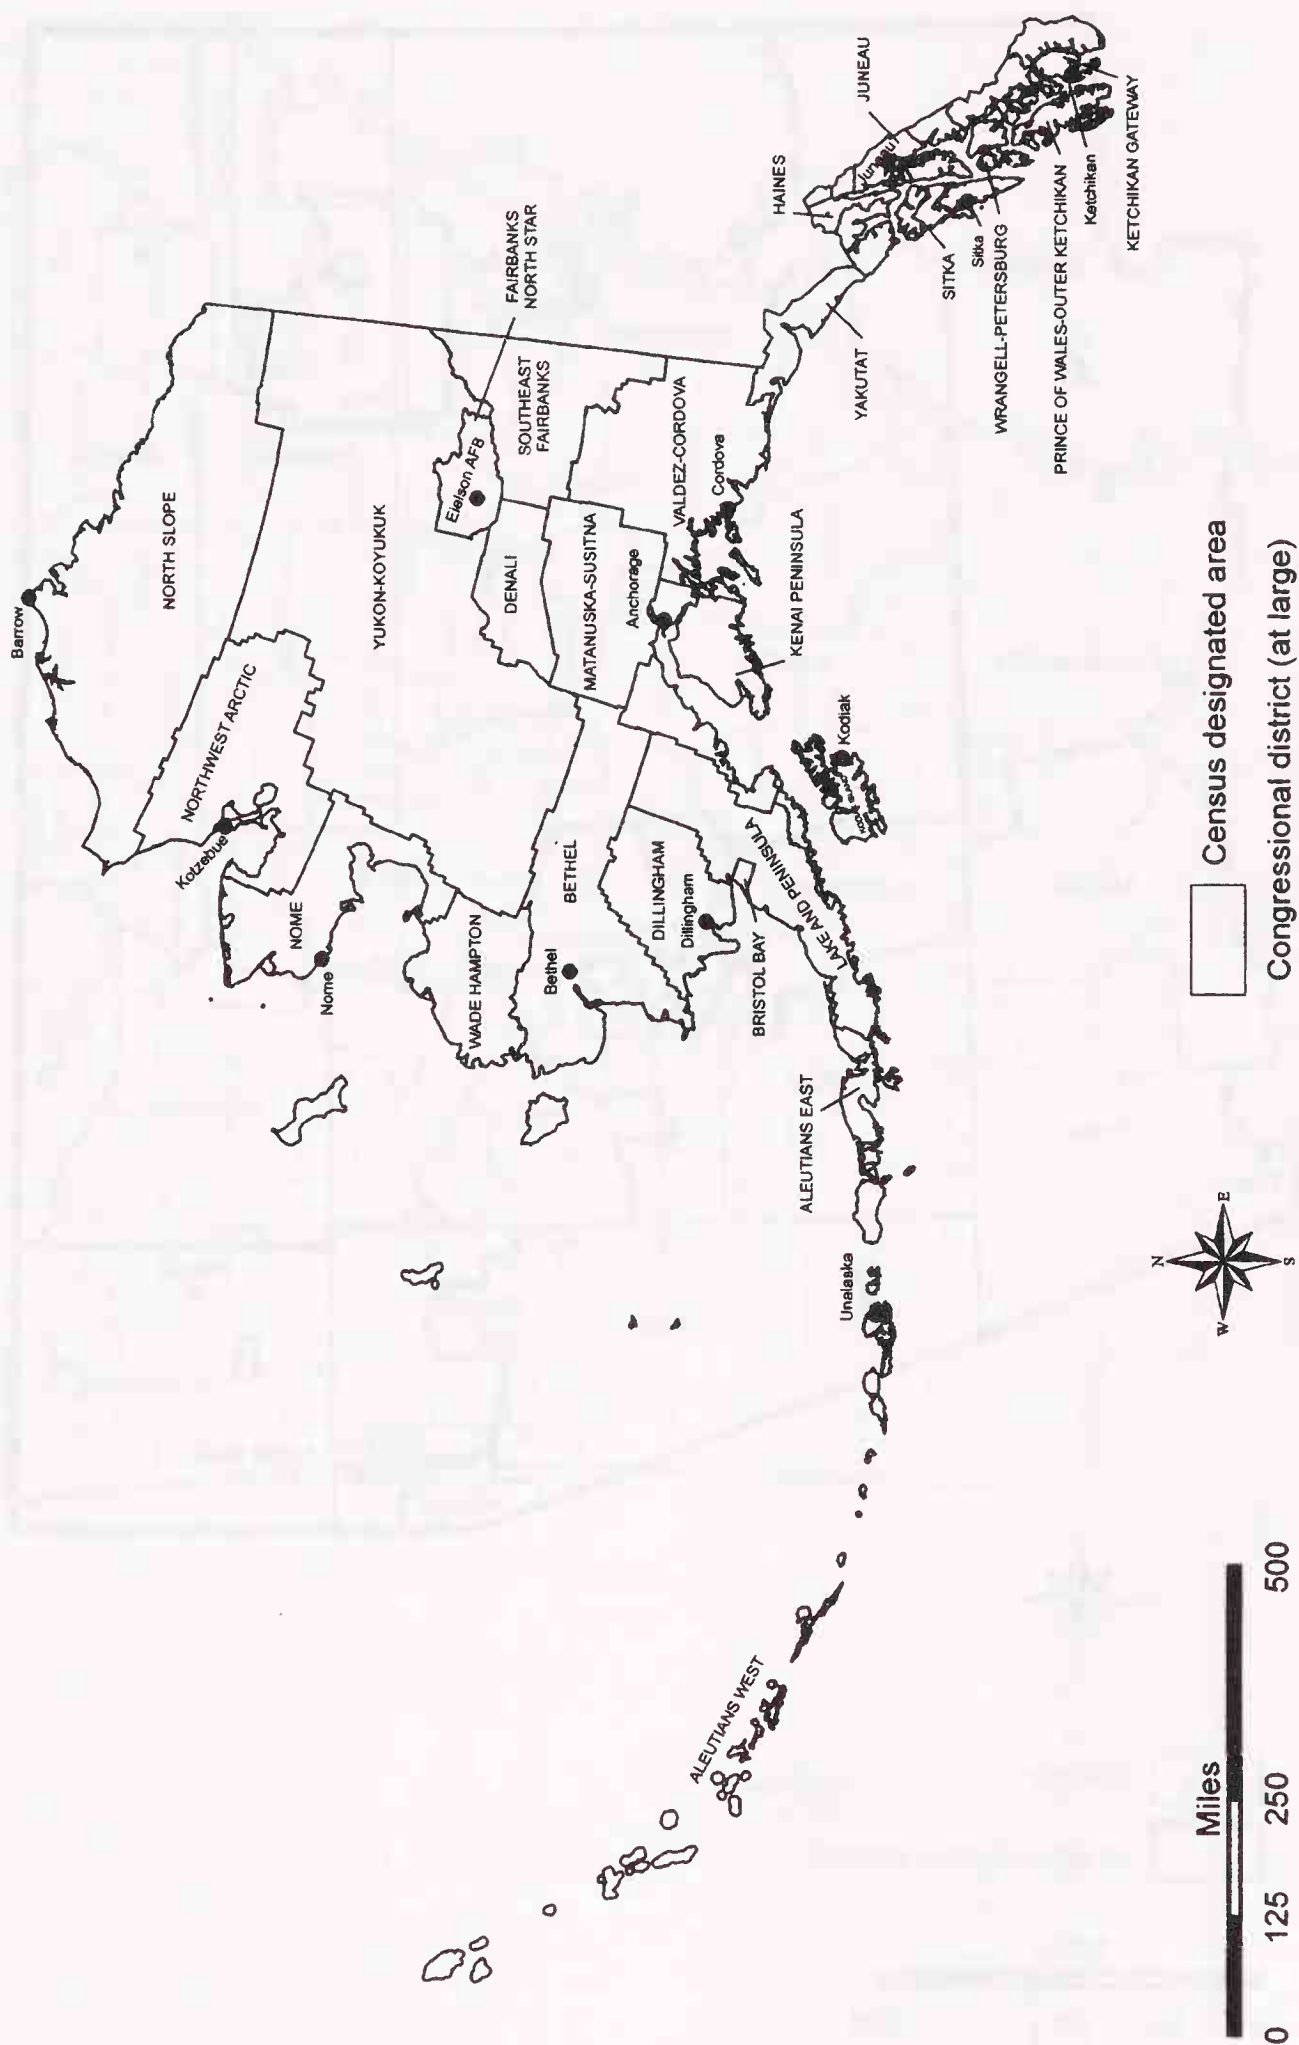 Barrow
NORTH SLOPE
NORTHWEST ARCTIC
Kotzebue
NOME
Nome
YUKON-KOYUKUK
FAIRBANKS
NORTH STAR
Eielson AFB
SOUTHEAST
FAIRBANKS
DENALI
WADE HAMPTON
BETHEL
Bethel
MATANUSKA-SUSITNA
Anchorage
VALDEZ-CORDOVA
Cordova
KENAI PENINSULA
DILLINGHAM
Dillingham
BRISTOL BAY
LAKE AND PENINSULA
Kodiak
ALEUTIANS EAST
Unalaska
ALEUTIANS WEST
HAINES
JUNEAU
Juneau
YAKUTAT
SITKA
Sitka
WRANGELL-PETERSBURG
PRINCE OF WALES-OUTER KETCHIKAN
Ketchikan
KETCHIKAN GATEWAY
N
W
E
S
Miles
0 125 250 500
Census designated area
Congressional district (at large)